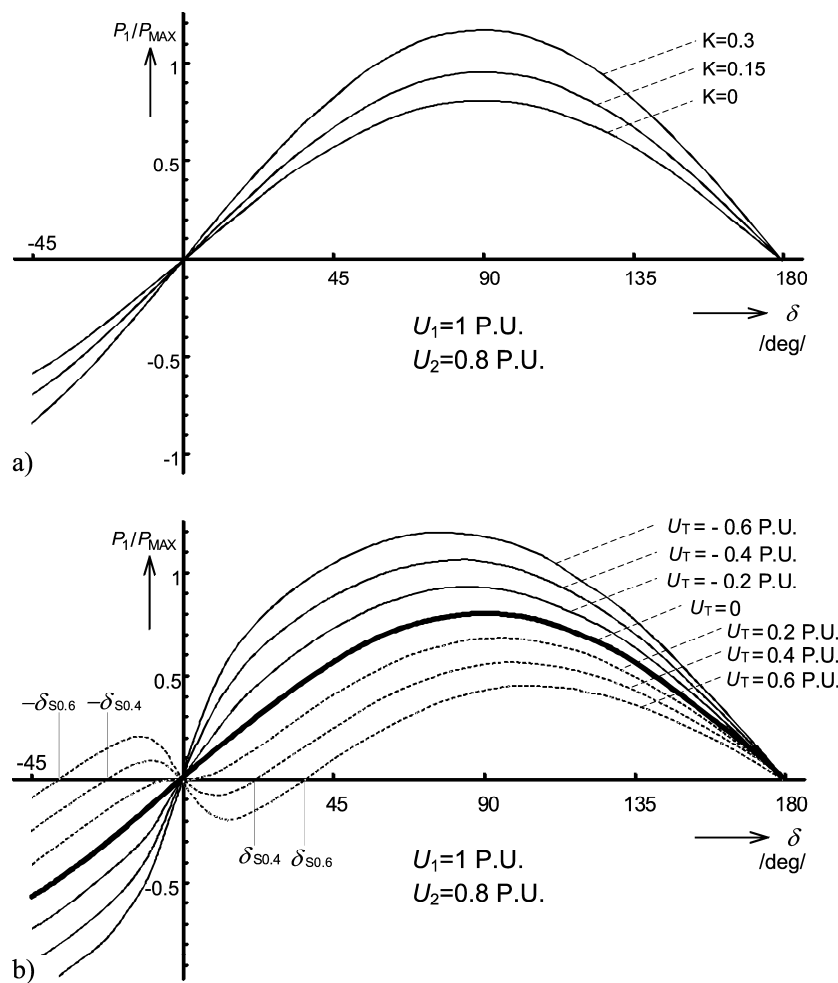 P1/PMAX
K=0.3
K=0.15
K=0
1
0.5
-45
45
90
135
180
δ
/deg/
U1=1 P.U.
U2=0.8 P.U.
-0.5
-1
a)
P1/PMAX
UT = - 0.6 P.U.
UT = - 0.4 P.U.
UT = - 0.2 P.U.
UT = 0
UT = 0.2 P.U.
UT = 0.4 P.U.
UT = 0.6 P.U.
1
0.5
−δS0.6
−δS0.4
-45
45
90
135
180
δS0.4
δS0.6
δ
/deg/
U1=1 P.U.
U2=0.8 P.U.
-0.5
b)